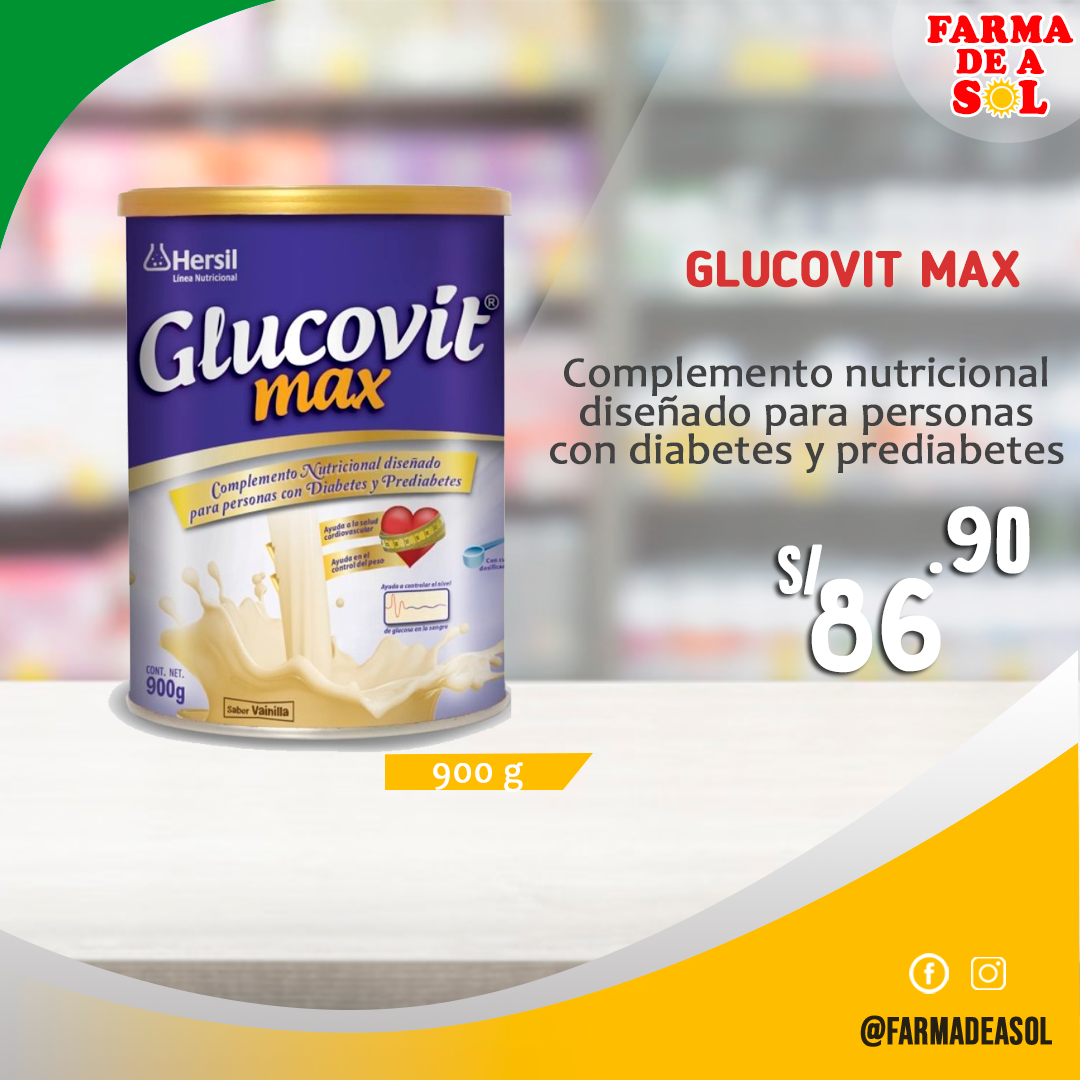 FARMA
DE A
SOL
Hersil
Línea Nutricional
Glucovit®
max
Complemento Nutricional diseñado
para personas con Diabetes y Prediabetes
Ayuda a la salud
cardiovascular
Ayuda en el
control del peso
Ayuda a controlar el nivel
de glucosa en la sangre
CONT. NET.
900g
Sabor Vainilla
900 g
GLUCOVIT MAX
Complemento nutricional
diseñado para personas
con diabetes y prediabetes
S/86.90
@FARMADEASOL